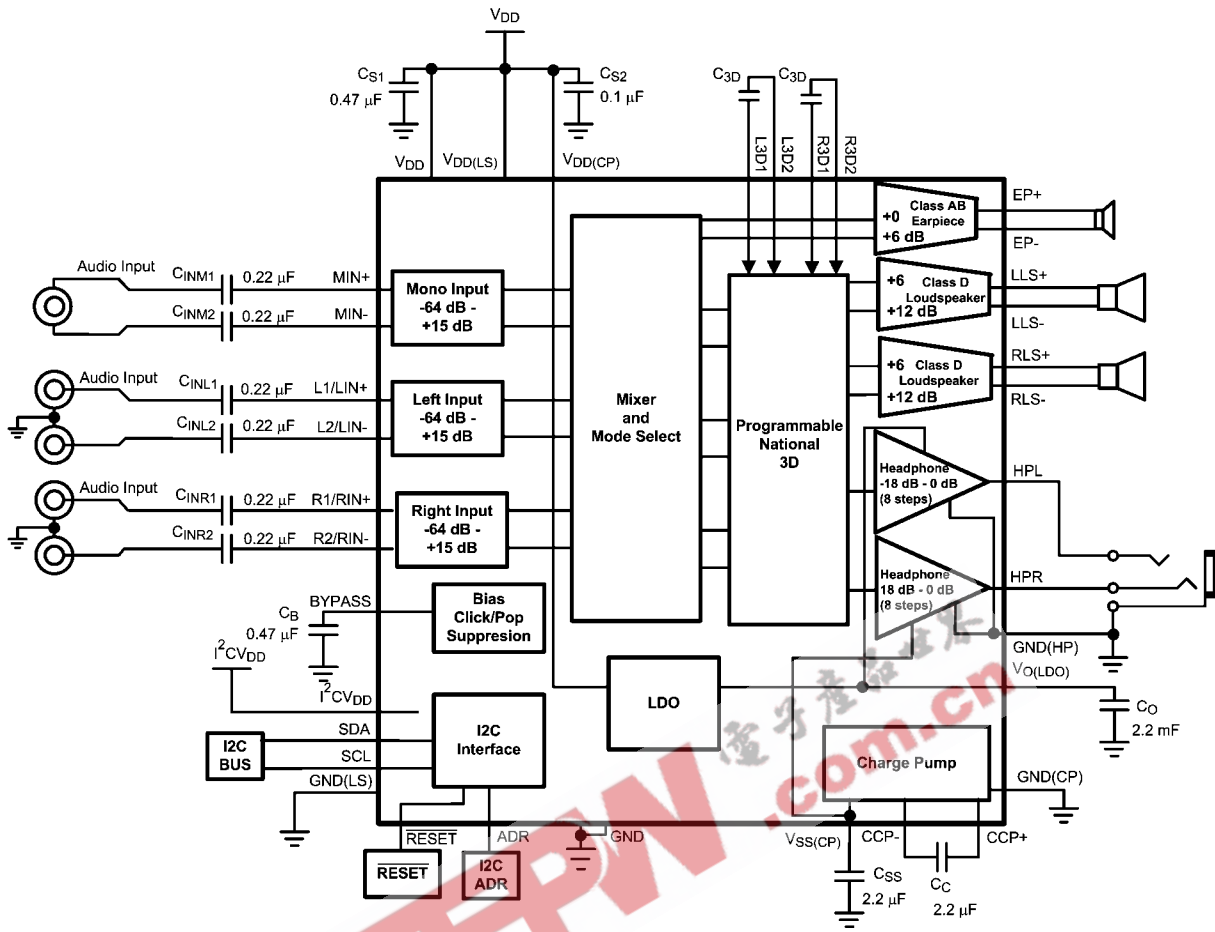 VDD
CS1
0.47 µF
CS2
0.1 µF
C3D
C3D
VDD
VDD(LS)
VDD(CP)
L3D1
L3D2
R3D1
R3D2
Class AB
Earpiece
+0
+6 dB
EP+
EP-
Audio Input
CINM1
0.22 µF
MIN+
CINM2
0.22 µF
MIN-
Mono Input
-64 dB -
+15 dB
Class D
Loudspeaker
+6
+12 dB
LLS+
LLS-
Audio Input
CINL1
0.22 µF
L1/LIN+
CINL2
0.22 µF
L2/LIN-
Left Input
-64 dB -
+15 dB
Mixer
and
Mode Select
Programmable
National
3D
Class D
Loudspeaker
+6
+12 dB
RLS+
RLS-
Audio Input
CINR1
0.22 µF
R1/RIN+
CINR2
0.22 µF
R2/RIN-
Right Input
-64 dB -
+15 dB
Headphone
-18 dB - 0 dB
(8 steps)
HPL
Headphone
18 dB - 0 dB
(8 steps)
HPR
GND(HP)
BYPASS
CB
0.47 µF
Bias
Click/Pop
Suppresion
I²CVDD
I²CVDD
I2C
BUS
SDA
SCL
GND(LS)
I2C
Interface
LDO
VO(LDO)
CO
2.2 mF
Charge Pump
GND(CP)
RESET
ADR
GND
VSS(CP)
CCP-
CCP+
RESET
I2C
ADR
CSS
2.2 µF
CC
2.2 µF
電子產品世界
.com.cn
EEPW